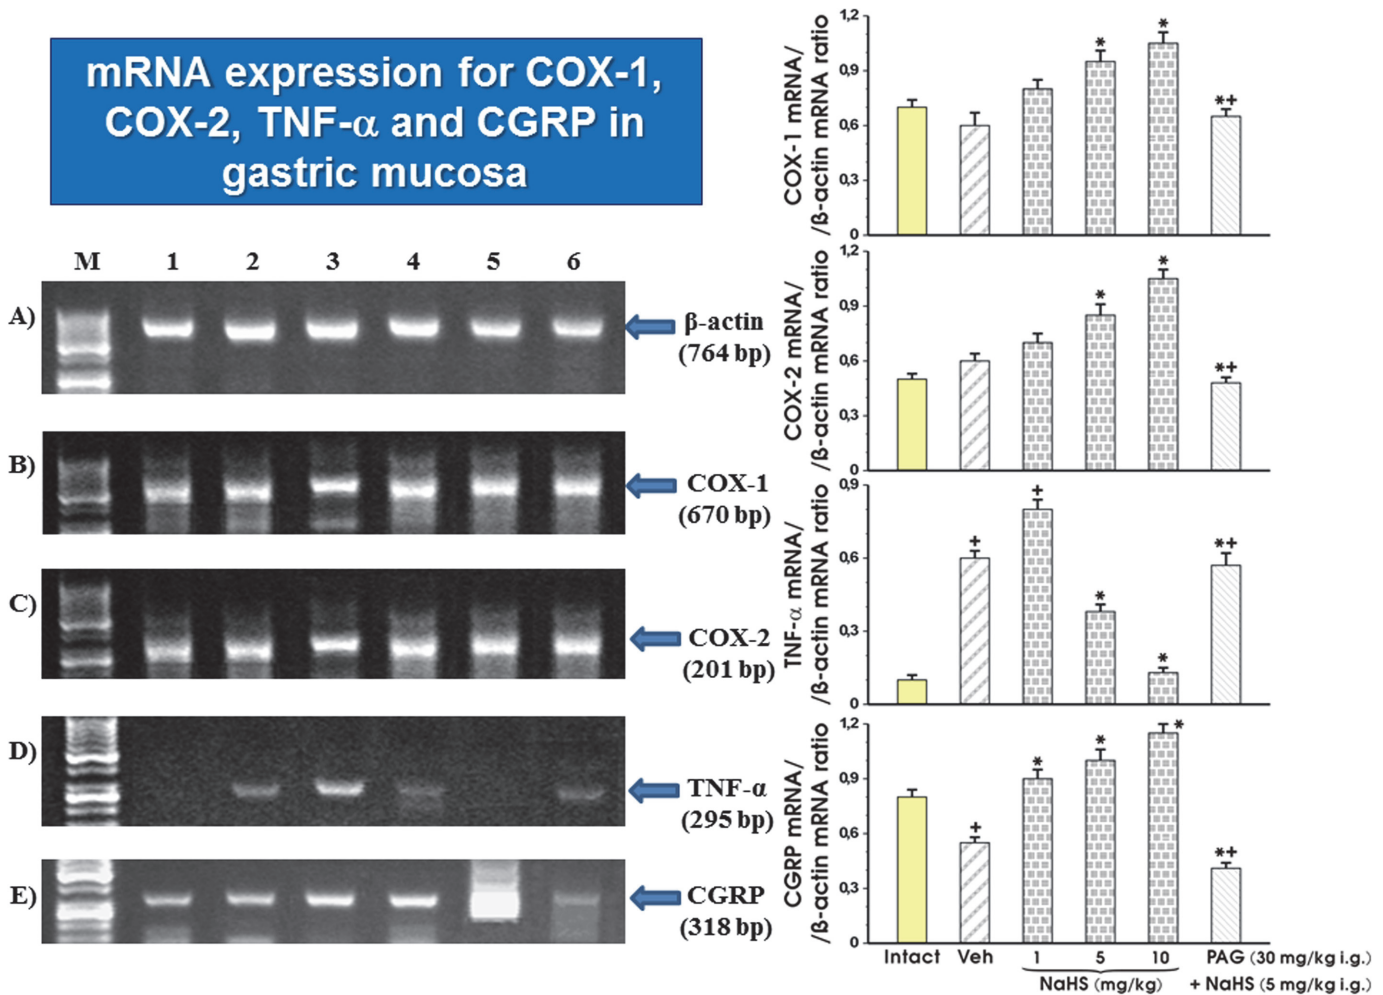 mRNA expression for COX-1,
COX-2, TNF-α and CGRP in
gastric mucosa
M 1 2 3 4 5 6
A)
β-actin
(764 bp)
B)
COX-1
(670 bp)
C)
COX-2
(201 bp)
D)
TNF-α
(295 bp)
E)
CGRP
(318 bp)
COX-1 mRNA/
/ß-actin mRNA ratio
1,2
0,9
0,6
0,3
0
*
*
*+
COX-2 mRNA/
/ß-actin mRNA ratio
1,2
0,9
0,6
0,3
0
*
*
*+
TNF-α mRNA/
/ß-actin mRNA ratio
0,9
0,6
0,3
0
+
+
*
*
*+
CGRP mRNA/
/ß-actin mRNA ratio
1,2
0,9
0,6
0,3
0
+
*
*
*
*+
Intact Veh 1 5 10 PAG (30 mg/kg i.g.)
NaHS (mg/kg) + NaHS (5 mg/kg i.g.)